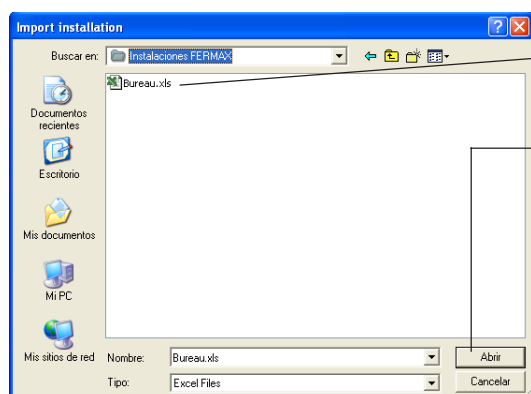 Import installation
Buscar en: Instalaciones FERMAX
Bureau.xls
Documentos
recientes
Escritorio
Mis documentos
Mi PC
Mis sitios de red
Nombre: Bureau.xls Abrir
Tipo: Excel Files Cancelar